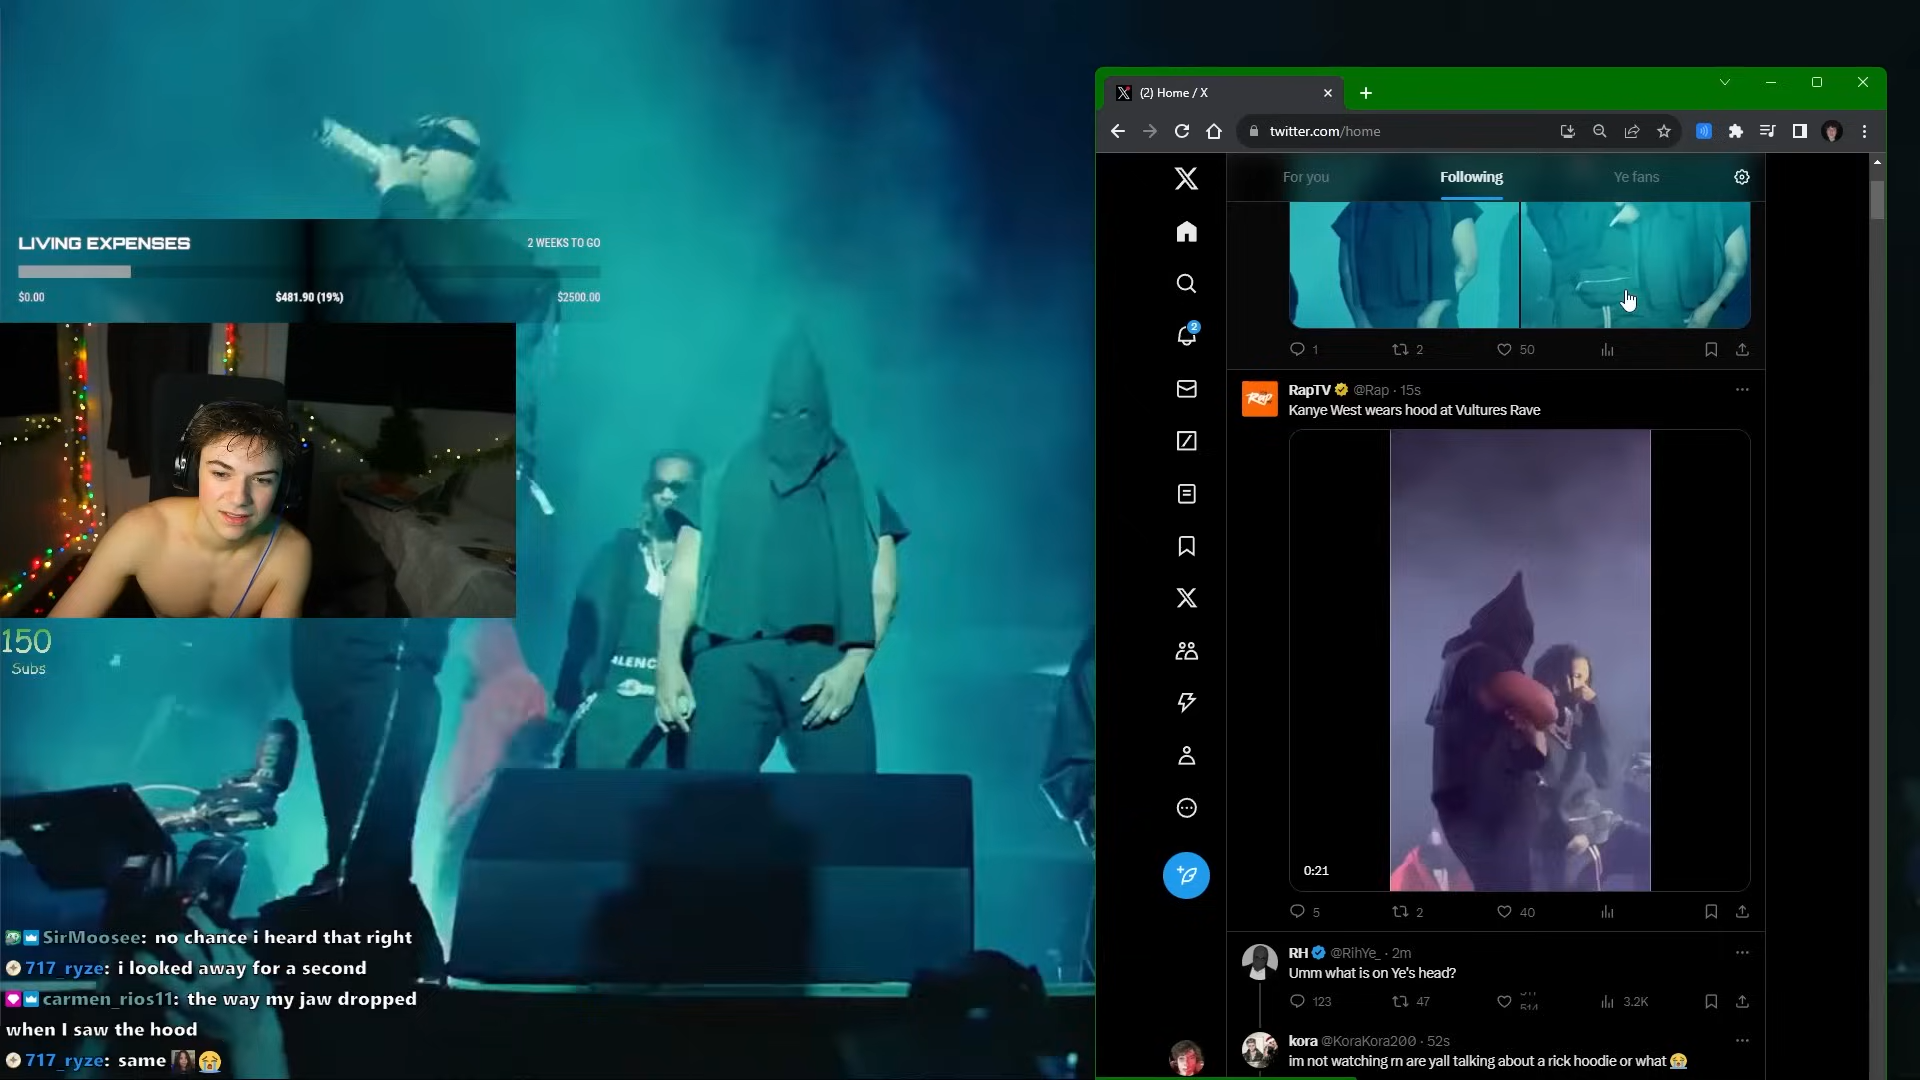 LIVING EXPENSES
2 WEEKS TO GO
$0.00
$481.90 (19%)
$2500.00
150
Subs
SirMoosee: no chance i heard that right
717_ryze: i looked away for a second
carmen_rios11: the way my jaw dropped
when I saw the hood
717_ryze: same
(2) Home / X
twitter.com/home
For you
Following
Ye fans
2
1
2
50
RapTV @Rap · 15s
Kanye West wears hood at Vultures Rave
0:21
5
2
40
RH @RihYe_ · 2m
Umm what is on Ye's head?
123
47
514
3.2K
kora @KoraKora200 · 52s
im not watching rn are yall talking about a rick hoodie or what